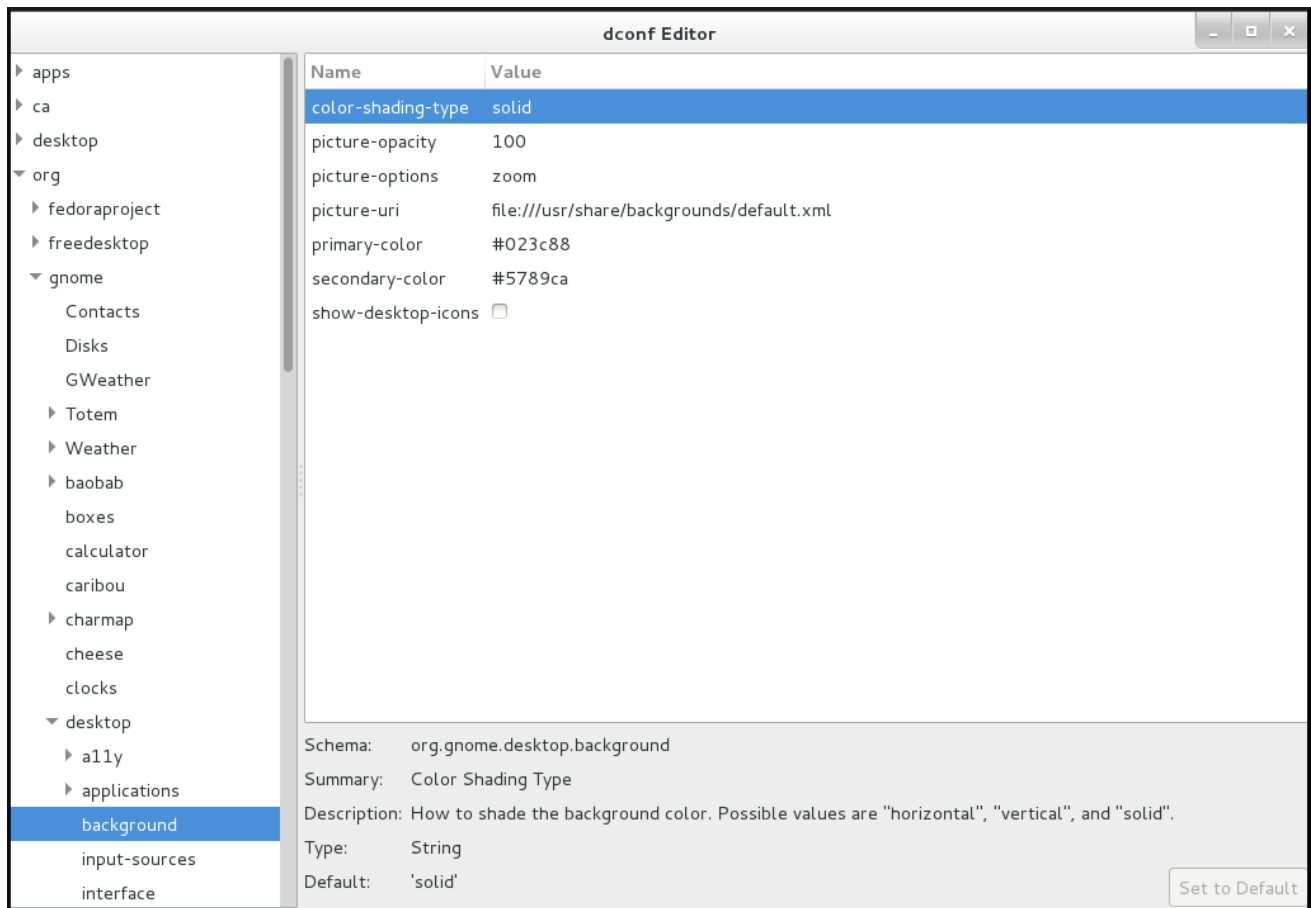 dconf Editor
apps
ca
desktop
org
fedoraproject
freedesktop
gnome
Contacts
Disks
GWeather
Totem
Weather
baobab
boxes
calculator
caribou
charmap
cheese
clocks
desktop
a11y
applications
background
input-sources
interface
Name Value
color-shading-type solid
picture-opacity 100
picture-options zoom
picture-uri file:///usr/share/backgrounds/default.xml
primary-color #023c88
secondary-color #5789ca
show-desktop-icons
Schema: org.gnome.desktop.background
Summary: Color Shading Type
Description: How to shade the background color. Possible values are "horizontal", "vertical", and "solid".
Type: String
Default: 'solid'
Set to Default